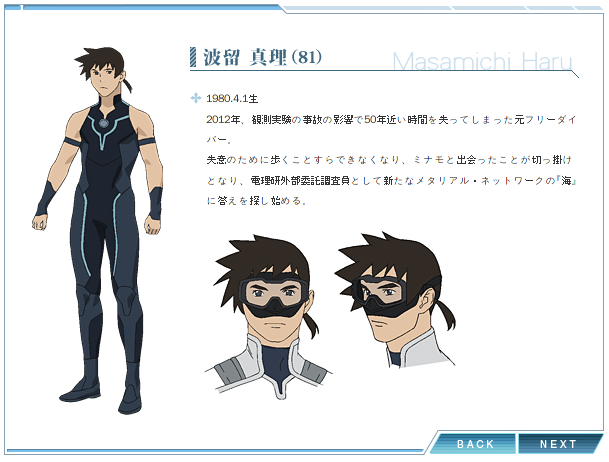 波留 真理(81)
Masamichi Haru
1980.4.1生
2012年、観測実験の事故の影響で50年近い時間を失ってしまった元フリーダイ
バー。
失意のために歩くことすらできなくなり、ミナモと出会ったことが切っ掛け
となり、電理研外部委託調査員として新たなメタリアル・ネットワークの『海』
に答えを探し始める。
BACK
NEXT